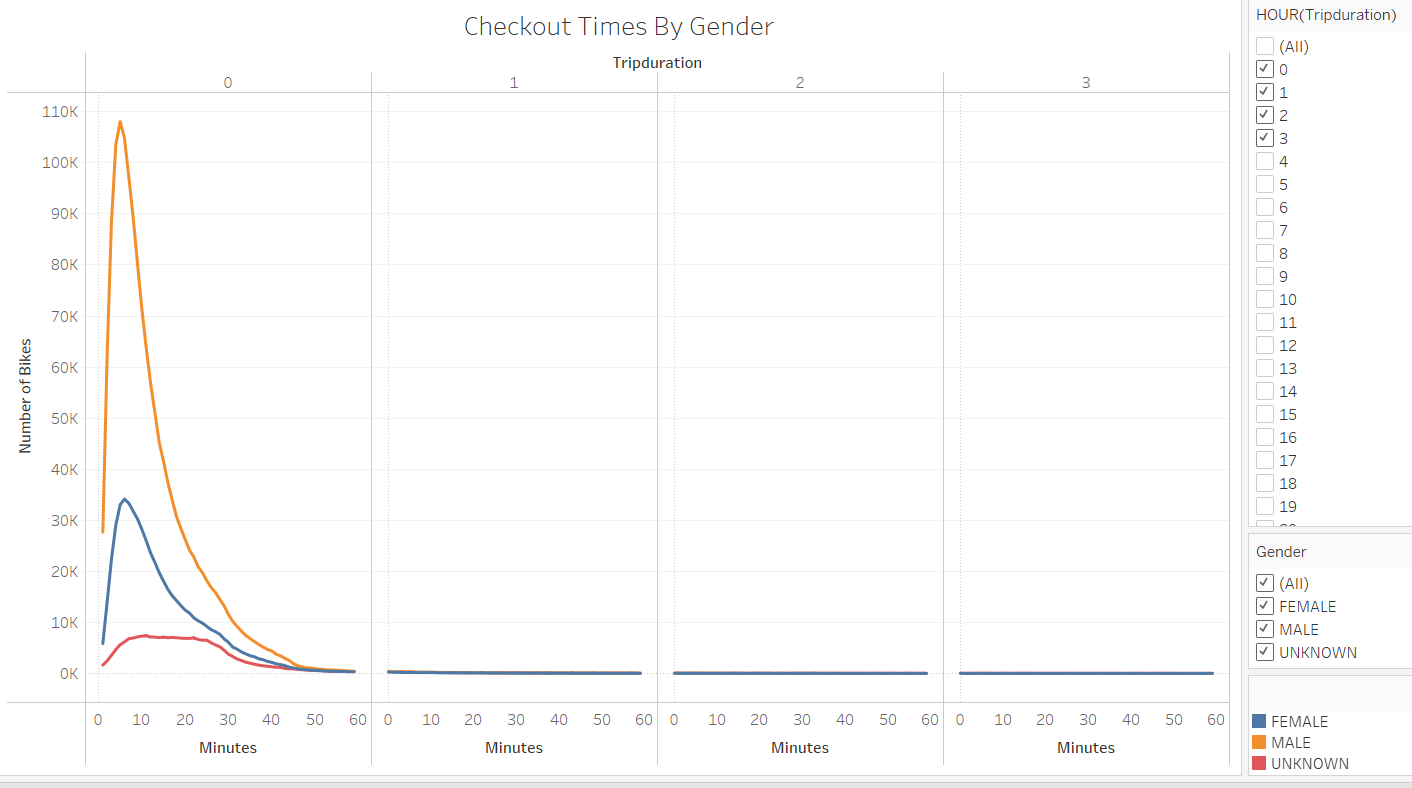 Checkout Times By Gender
Tripduration
0 1 2 3
110K
100K
90K
80K
70K
60K
50K
40K
30K
20K
10K
0K
Number of Bikes
0 10 20 30 40 50 60 0 10 20 30 40 50 60 0 10 20 30 40 50 60 0 10 20 30 40 50 60
Minutes Minutes Minutes Minutes
HOUR(Tripduration)
(All)
0
1
2
3
4
5
6
7
8
9
10
11
12
13
14
15
16
17
18
19
Gender
(All)
FEMALE
MALE
UNKNOWN
FEMALE
MALE
UNKNOWN